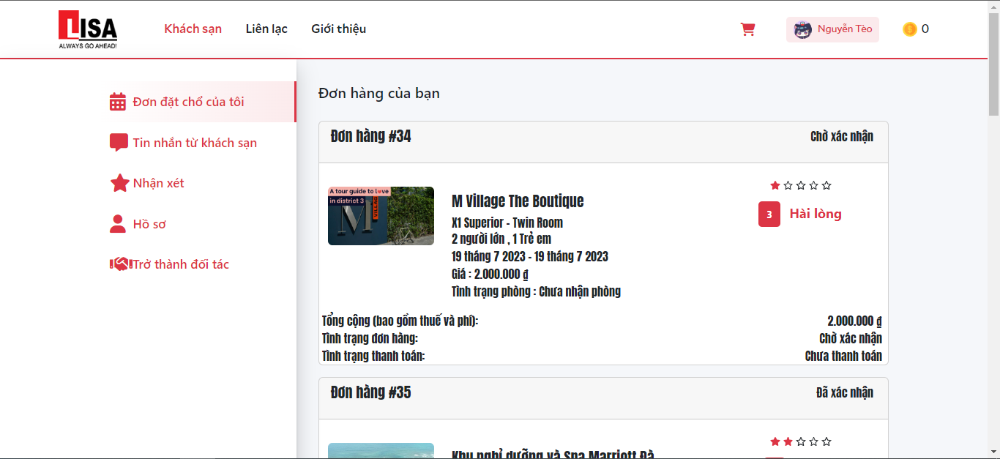 LISA
ALWAYS GO AHEAD!
Khách sạn
Liên lạc
Giới thiệu
Nguyễn Tèo
0
Đơn đặt chổ của tôi
Tin nhắn từ khách sạn
Nhận xét
Hồ sơ
Trở thành đối tác
Đơn hàng của bạn
Đơn hàng #34
Chờ xác nhận
A tour guide to love
in district 3
M
VILLAGE
M Village The Boutique
X1 Superior - Twin Room
2 người lớn , 1 Trẻ em
19 tháng 7 2023 - 19 tháng 7 2023
Giá : 2.000.000 ₫
Tình trạng phòng : Chưa nhận phòng
3 Hài lòng
Tổng cộng (bao gồm thuế và phí): 2.000.000 ₫
Tình trạng đơn hàng: Chờ xác nhận
Tình trạng thanh toán: Chưa thanh toán
Đơn hàng #35
Đã xác nhận
Khu nghỉ dưỡng và Spa Marriott Đà